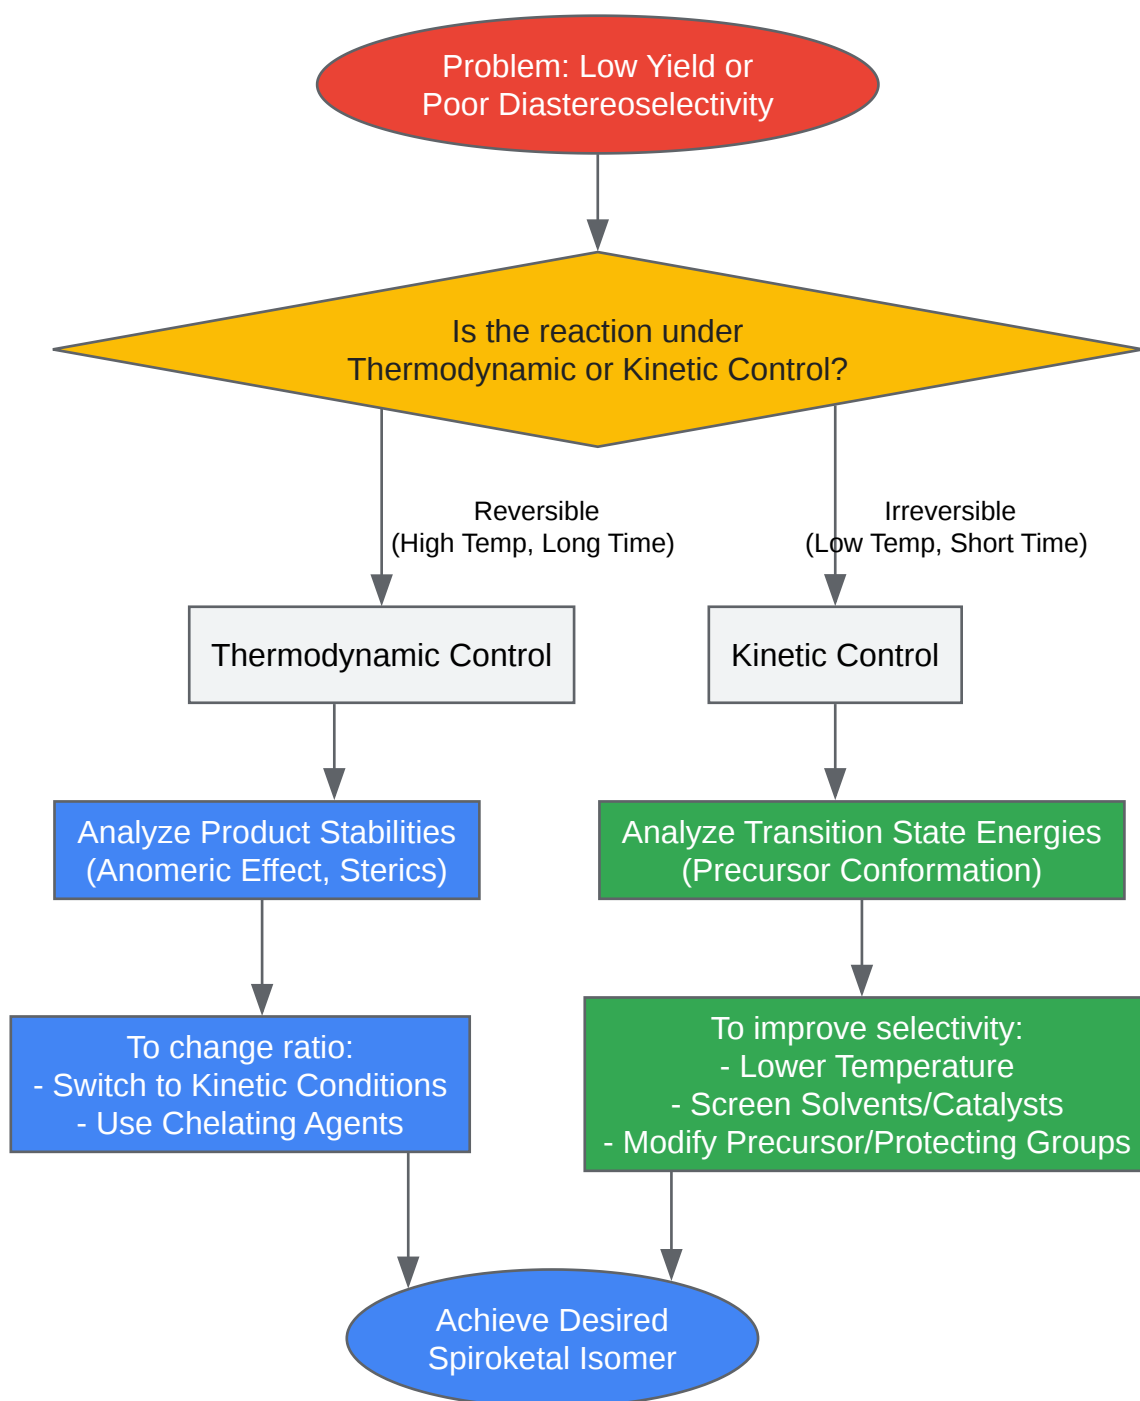 Problem: Low Yield or
Poor Diastereoselectivity
Is the reaction under
Thermodynamic or Kinetic Control?
Reversible
(High Temp, Long Time)
Irreversible
(Low Temp, Short Time)
Thermodynamic Control
Kinetic Control
Analyze Product Stabilities
(Anomeric Effect, Sterics)
Analyze Transition State Energies
(Precursor Conformation)
To change ratio:
- Switch to Kinetic Conditions
- Use Chelating Agents
To improve selectivity:
- Lower Temperature
- Screen Solvents/Catalysts
- Modify Precursor/Protecting Groups
Achieve Desired
Spiroketal Isomer